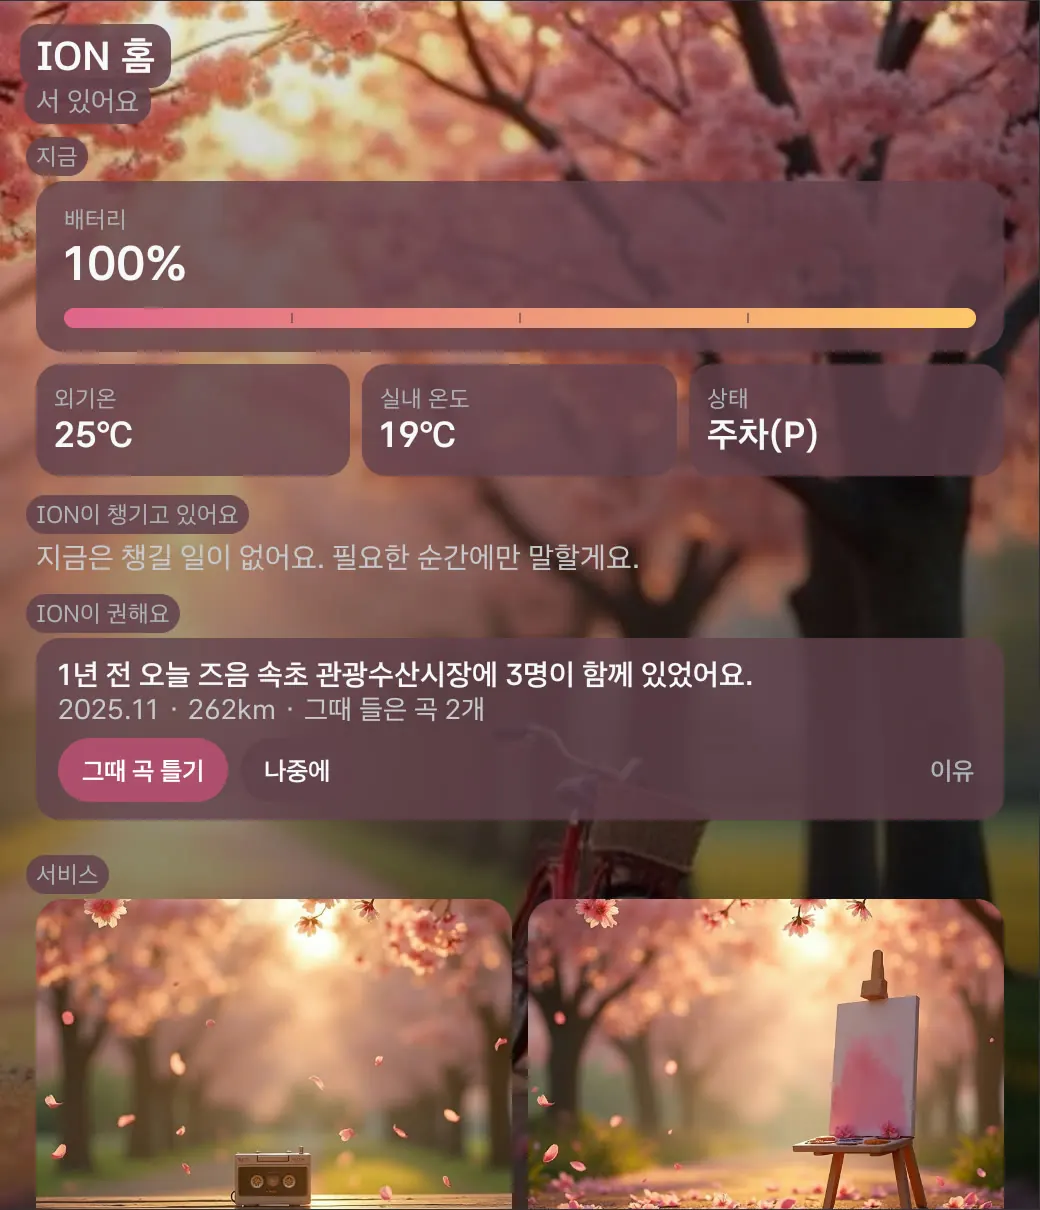 ION 홈
서 있어요
지금
배터리
100%
외기온
25°C
실내 온도
19°C
상태
주차(P)
ION이 챙기고 있어요
지금은 챙길 일이 없어요. 필요한 순간에만 말할게요.
ION이 권해요
1년 전 오늘 즈음 속초 관광수산시장에 3명이 함께 있었어요.
2025.11 · 262km · 그때 들은 곡 2개
그때 곡 틀기 나중에 이유
서비스